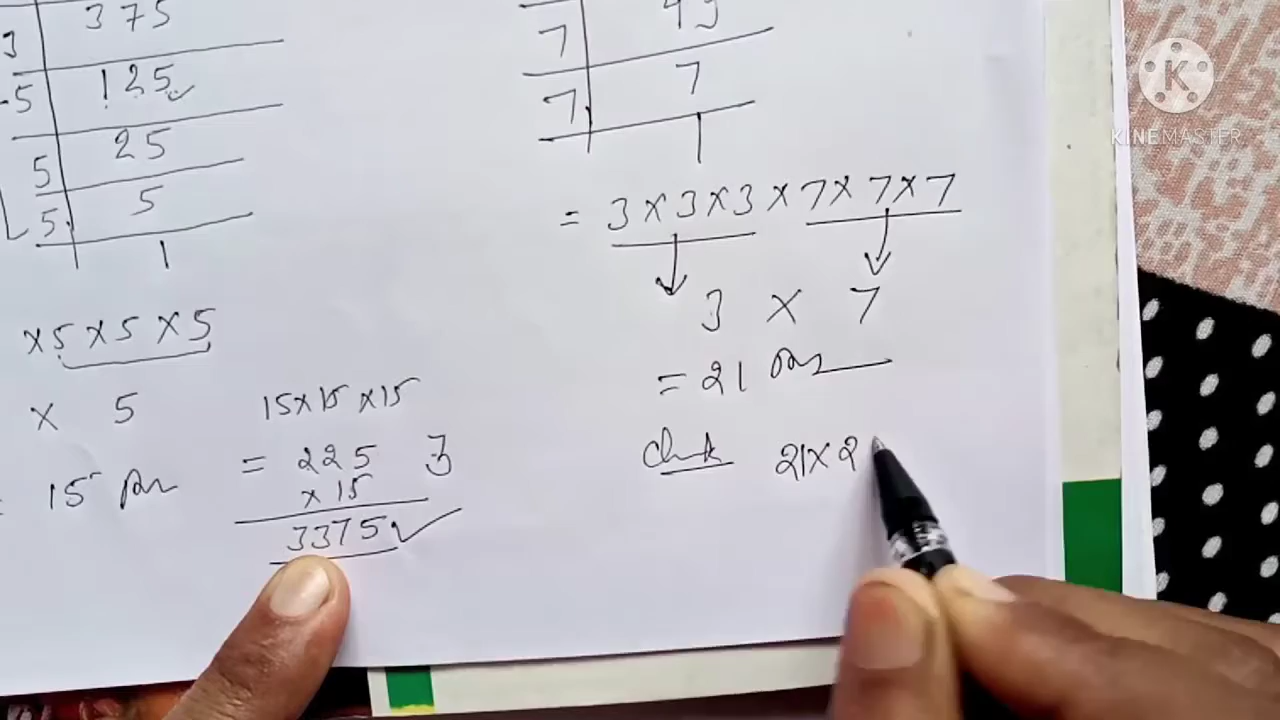 3 375
5 125
5 25
5 5
1
×5×5×5
× 5
15 Ans
15×15×15
= 225 3
×15
3375
7 49
7 7
1
= 3×3×3×7×7×7
3 × 7
= 21 Ans
Check 21×2
KINEMASTER